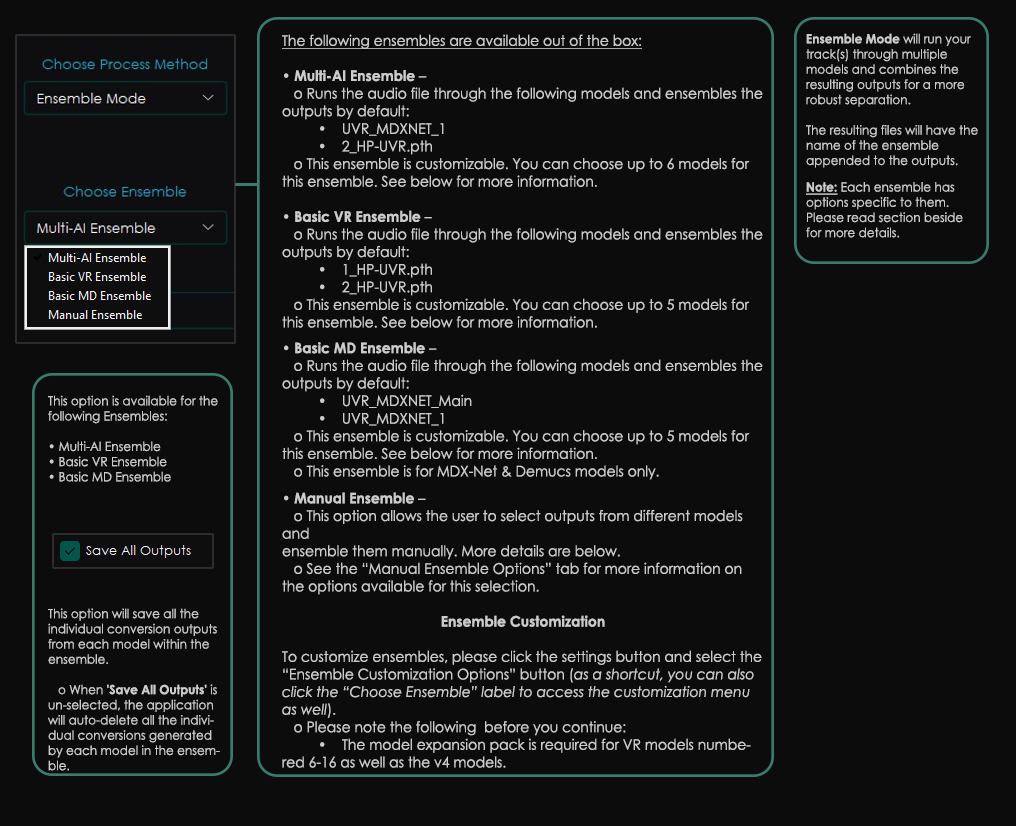 Choose Process Method
Ensemble Mode
Choose Ensemble
Multi-AI Ensemble
Multi-AI Ensemble
Basic VR Ensemble
Basic MD Ensemble
Manual Ensemble
This option is available for the
following Ensembles:
• Multi-AI Ensemble
• Basic VR Ensemble
• Basic MD Ensemble
Save All Outputs
This option will save all the
individual conversion outputs
from each model within the
ensemble.
o When 'Save All Outputs' is
un-selected, the application
will auto-delete all the indivi-
dual conversions generated
by each model in the ensem-
ble.
The following ensembles are available out of the box:
• Multi-AI Ensemble –
o Runs the audio file through the following models and ensembles the
outputs by default:
• UVR_MDXNET_1
• 2_HP-UVR.pth
o This ensemble is customizable. You can choose up to 6 models for
this ensemble. See below for more information.
• Basic VR Ensemble –
o Runs the audio file through the following models and ensembles the
outputs by default:
• 1_HP-UVR.pth
• 2_HP-UVR.pth
o This ensemble is customizable. You can choose up to 5 models for
this ensemble. See below for more information.
• Basic MD Ensemble –
o Runs the audio file through the following models and ensembles the
outputs by default:
• UVR_MDXNET_Main
• UVR_MDXNET_1
o This ensemble is customizable. You can choose up to 5 models for
this ensemble. See below for more information.
o This ensemble is for MDX-Net & Demucs models only.
• Manual Ensemble –
o This option allows the user to select outputs from different models
and
ensemble them manually. More details are below.
o See the “Manual Ensemble Options” tab for more information on
the options available for this selection.
Ensemble Customization
To customize ensembles, please click the settings button and select the
“Ensemble Customization Options” button (as a shortcut, you can also
click the “Choose Ensemble” label to access the customization menu
as well).
o Please note the following before you continue:
• The model expansion pack is required for VR models numbe-
red 6-16 as well as the v4 models.
Ensemble Mode will run your
track(s) through multiple
models and combines the
resulting outputs for a more
robust separation.
The resulting files will have the
name of the ensemble
appended to the outputs.
Note: Each ensemble has
options specific to them.
Please read section beside
for more details.